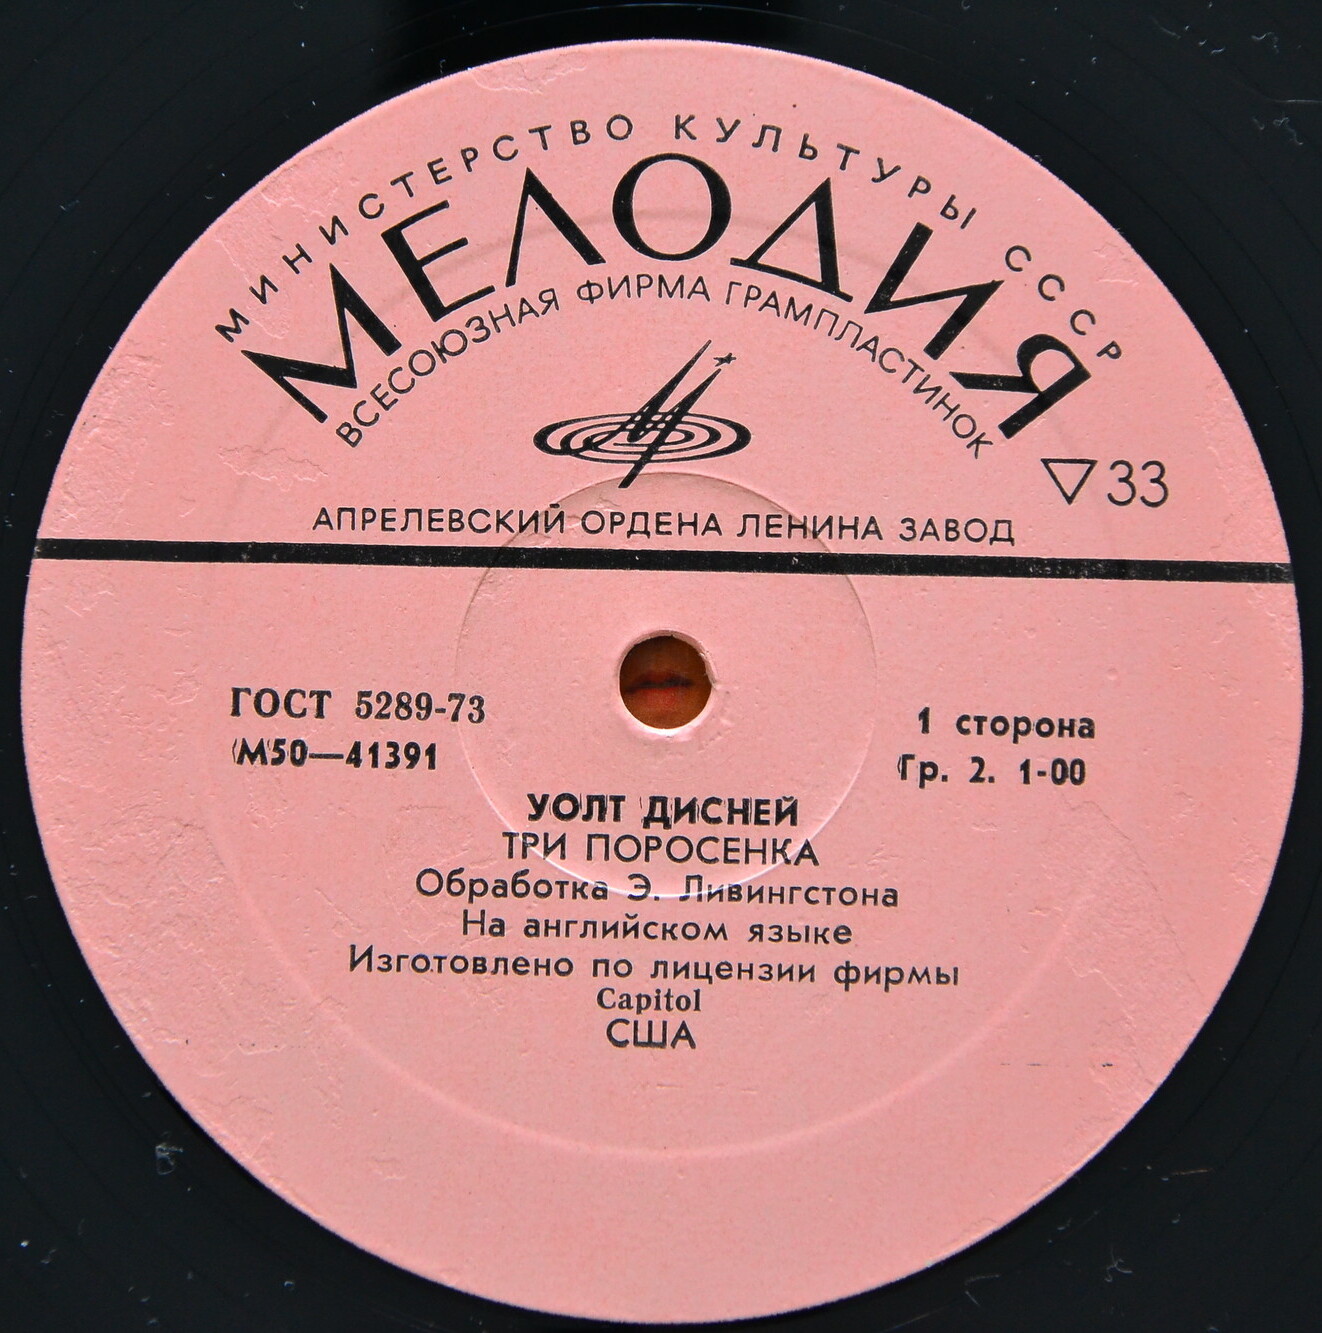 МИНИСТЕРСТВО КУЛЬТУРЫ СССР
МЕЛОДИЯ
ВСЕСОЮЗНАЯ ФИРМА ГРАМПЛАСТИНОК
33
АПРЕЛЕВСКИЙ ОРДЕНА ЛЕНИНА ЗАВОД
ГОСТ 5289-73
М50—41391
1 сторона
Гр. 2. 1-00
УОЛТ ДИСНЕЙ
ТРИ ПОРОСЕНКА
Обработка Э. Ливингстона
На английском языке
Изготовлено по лицензии фирмы
Capitol
США